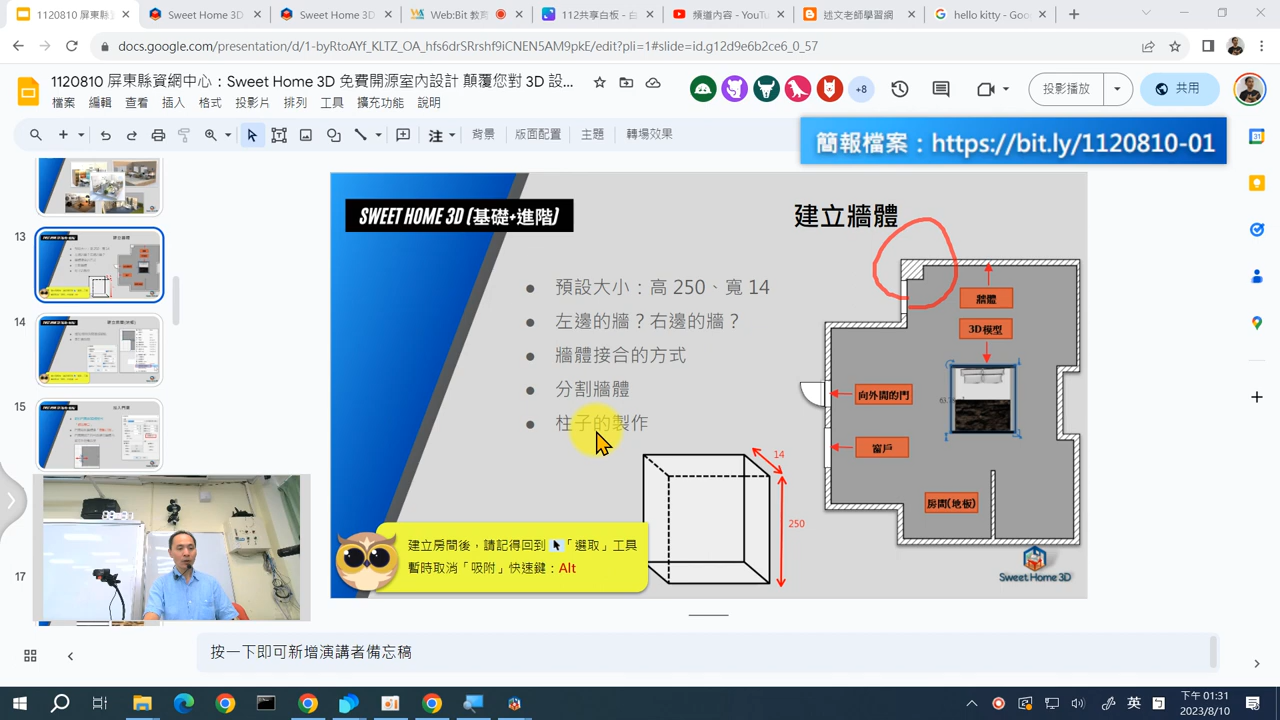 1120810 屏東縣資
Sweet Home 3D
Sweet Home 3D
Web:Bit 教育
112共享白板 - 白
頻道內容 - YouTu
述文老師學習網
hello kitty - Goo
docs.google.com/presentation/d/1-byRtoAYf_KLTZ_OA_hfs6drSRrshf9iCNEN5AM9pkE/edit?pli=1#slide=id.g12d9e6b2ce6_0_57
1120810 屏東縣資網中心：Sweet Home 3D 免費開源室內設計 顛覆您對 3D 設...
檔案 編輯 查看 插入 格式 投影片 排列 工具 擴充功能 說明
+8
投影播放
共用
注
背景 版面配置 主題 轉場效果
簡報檔案：https://bit.ly/1120810-01
13
14
15
17
SWEET HOME 3D (基礎+進階)
建立牆體
預設大小：高 250、寬 14
左邊的牆？右邊的牆？
牆體接合的方式
分割牆體
柱子的製作
14
250
牆體
3D模型
向外開的門
窗戶
房間(地板)
建立房間後，請記得回到「選取」工具
暫時取消「吸附」快速鍵：Alt
Sweet Home 3D
按一下即可新增演講者備忘稿
英
下午 01:31
2023/8/10